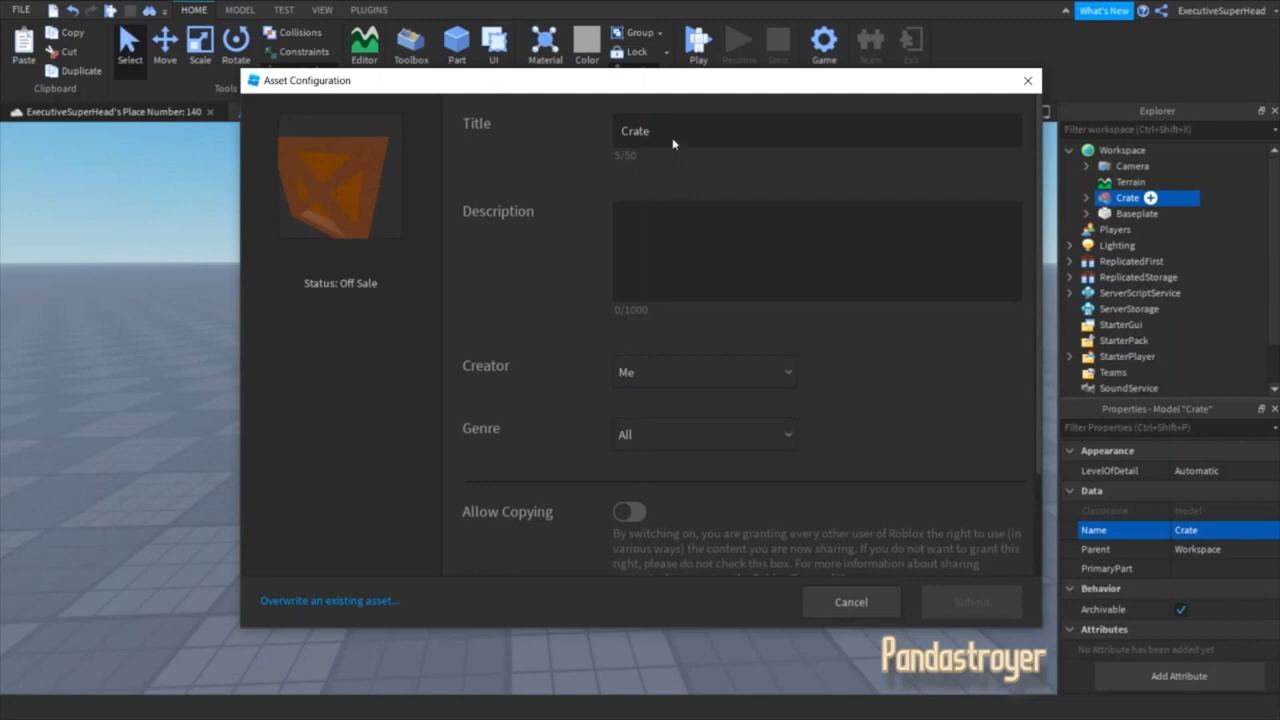 FILE HOME MODEL TEST VIEW PLUGINS What's New ExecutiveSuperHead
Copy Collisions Group
Cut Constraints Lock
Paste Duplicate Select Move Scale Rotate Editor Toolbox Part UI Material Color Play Resume Stop Game Team Exit
Clipboard Tools
Asset Configuration
ExecutiveSuperHead's Place Number: 140
Title
Crate
5/50
Description
0/1000
Status: Off Sale
Creator
Me
Genre
All
Allow Copying
By switching on, you are granting every other user of Roblox the right to use (in
various ways) the content you are now sharing. If you do not want to grant this
right, please do not check this box. For more information about sharing
Overwrite an existing asset...
Cancel
Submit
Explorer
Filter workspace (Ctrl+Shift+X)
Workspace
Camera
Terrain
Crate
Baseplate
Players
Lighting
ReplicatedFirst
ReplicatedStorage
ServerScriptService
ServerStorage
StarterGui
StarterPack
StarterPlayer
Teams
SoundService
Properties - Model "Crate"
Filter Properties (Ctrl+Shift+P)
Appearance
LevelOfDetail Automatic
Data
ClassName Model
Name Crate
Parent Workspace
PrimaryPart
Behavior
Archivable
Attributes
No Attribute has been added yet
Add Attribute
Pandastroyer